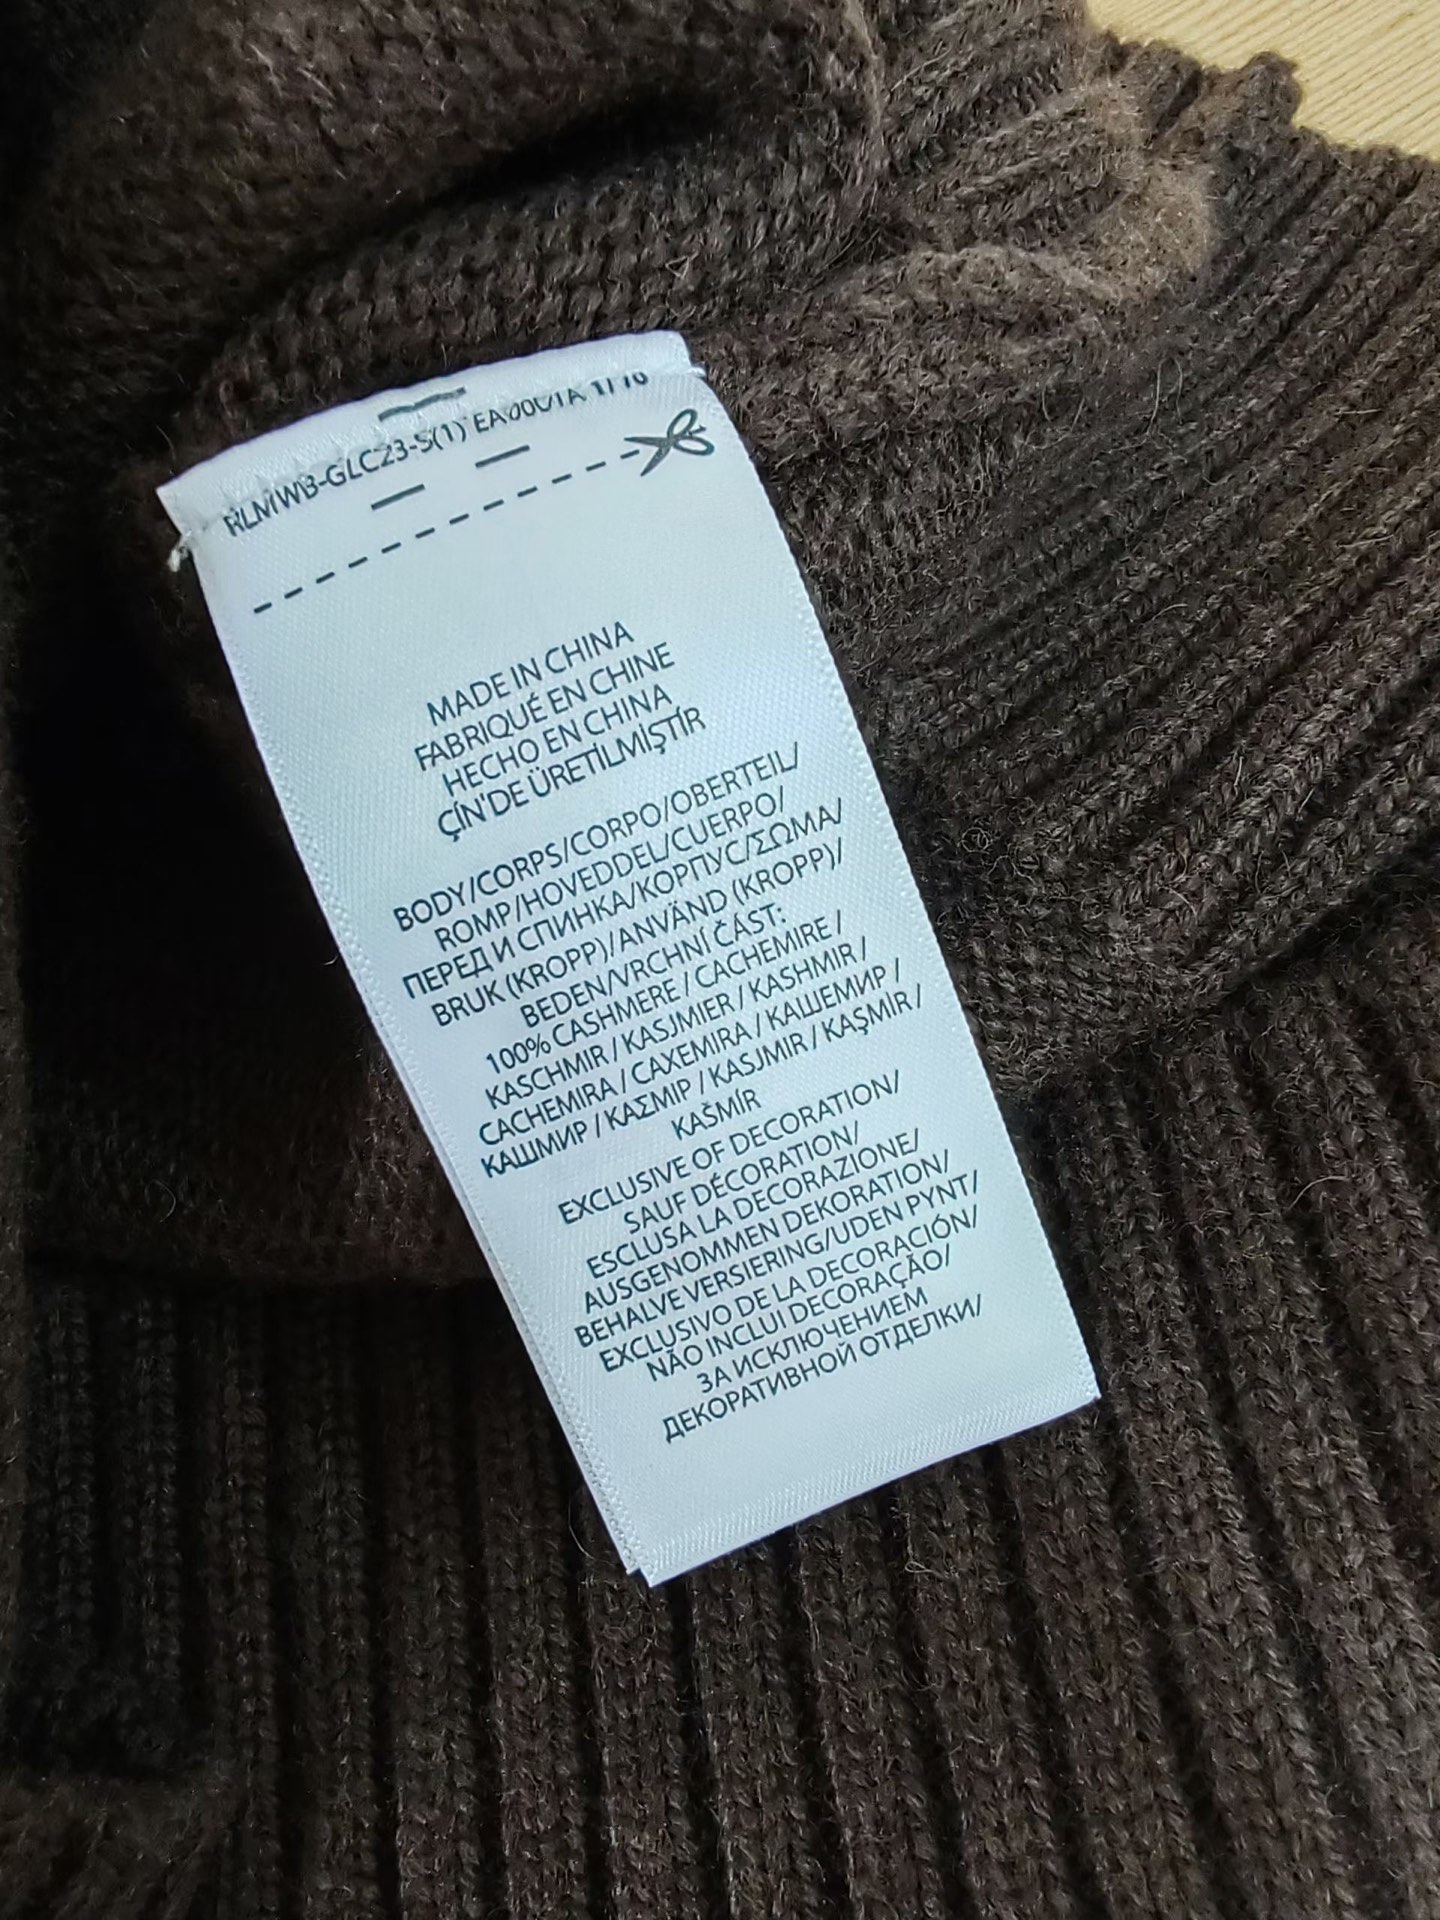 RLMWB-GLC23-S(1)
MADE IN CHINA
FABRIQUÉ EN CHINE
HECHO EN CHINA
ÇİN'DE ÜRETİLMİŞTİR
BODY/CORPS/CORPO/OBERTEIL/
ROMP/HOVEDDEL/CUERPO/
ПЕРЕД И СПИНКА/КОРПУС/ΣΩΜΑ/
BRUK (KROPP)/ANVÄND (KROPP)/
BEDEN/VRCHNÍ ČÁST:
100% CASHMERE / CACHEMIRE /
KASCHMIR / KASJMIER / KASHMIR /
CACHEMIRA / CAXEMIRA / КАШЕМИР /
КАШМИР / ΚΑΣΜΙΡ / KASJMIR / KAŞMİR /
KAŠMÍR
EXCLUSIVE OF DECORATION/
SAUF DÉCORATION/
ESCLUSA LA DECORAZIONE/
AUSGENOMMEN DEKORATION/
BEHALVE VERSIERING/UDEN PYNT/
EXCLUSIVO DE LA DECORACIÓN/
NÃO INCLUI DECORAÇÃO/
ЗА ИСКЛЮЧЕНИЕМ
ДЕКОРАТИВНОЙ ОТДЕЛКИ/